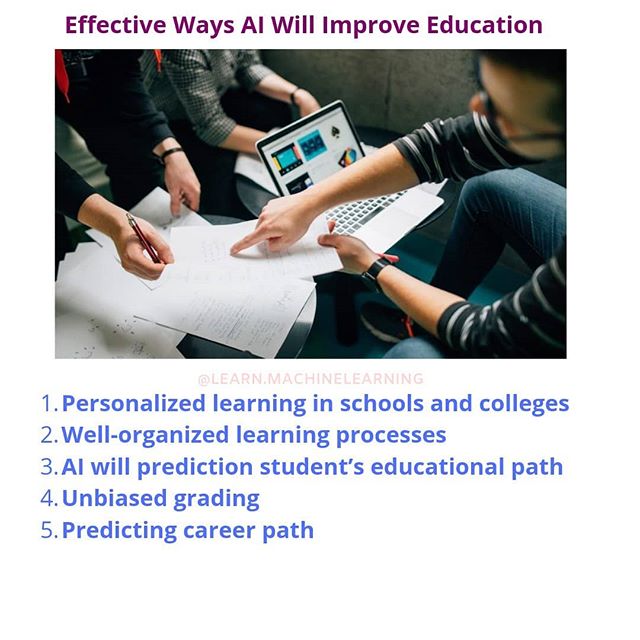 Effective Ways AI Will Improve Education
@LEARN.MACHINELEARNING
1. Personalized learning in schools and colleges
2. Well-organized learning processes
3. AI will prediction student’s educational path
4. Unbiased grading
5. Predicting career path